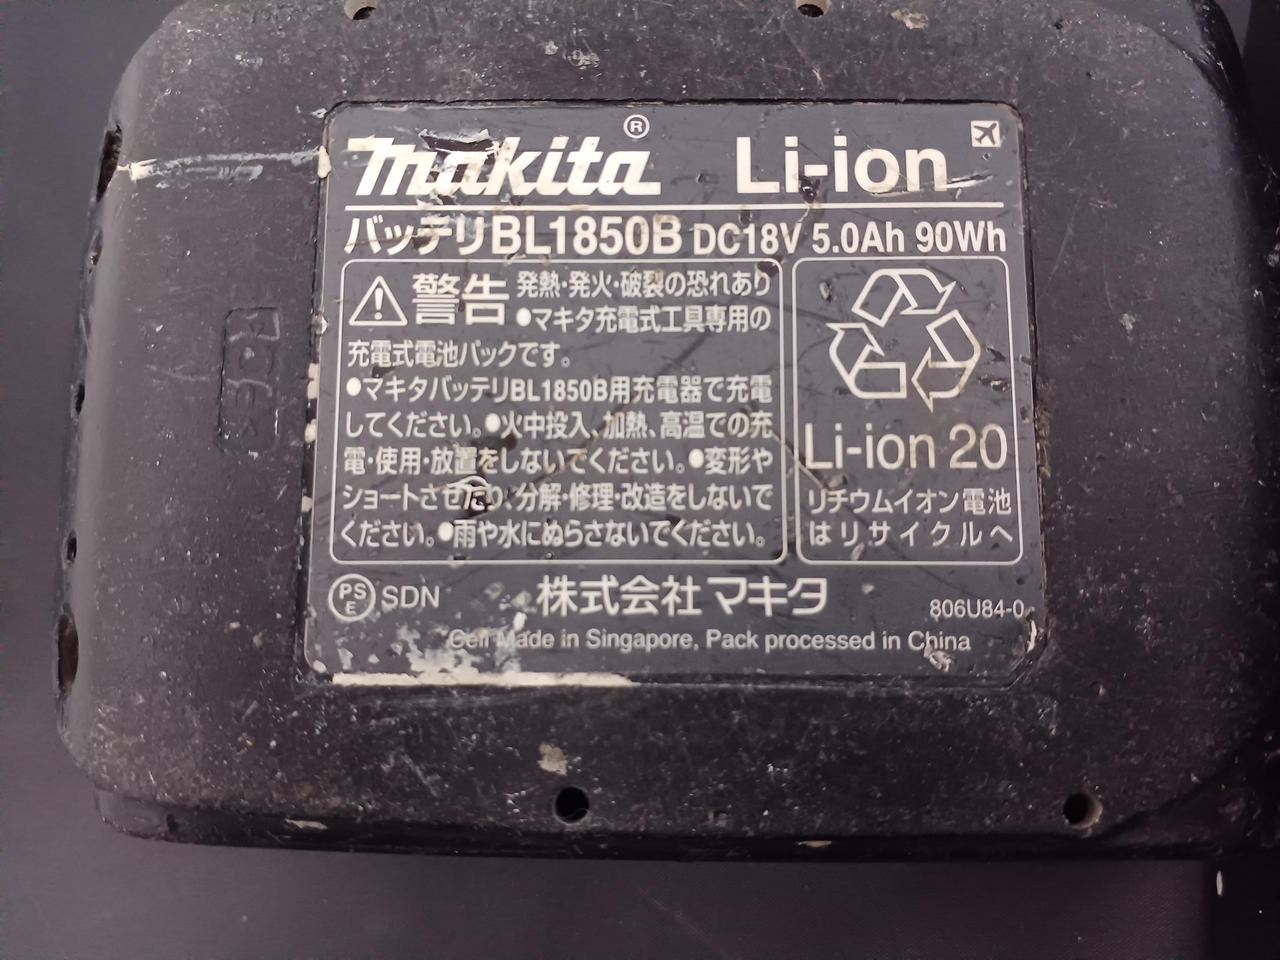 makita® Li-ion
バッテリBL1850B DC18V 5.0Ah 90Wh
警告 発熱・発火・破裂の恐れあり
●マキタ充電式工具専用の
充電式電池パックです。
●マキタバッテリBL1850B用充電器で充電
してください。●火中投入、加熱、高温での充
電・使用・放置をしないでください。●変形や
ショートさせたり、分解・修理・改造をしないで
ください。●雨や水にぬらさないでください。
Li-ion 20
リチウムイオン電池
はリサイクルへ
PS
E
SDN 株式会社マキタ 806U84-0
Cell Made in Singapore, Pack processed in China